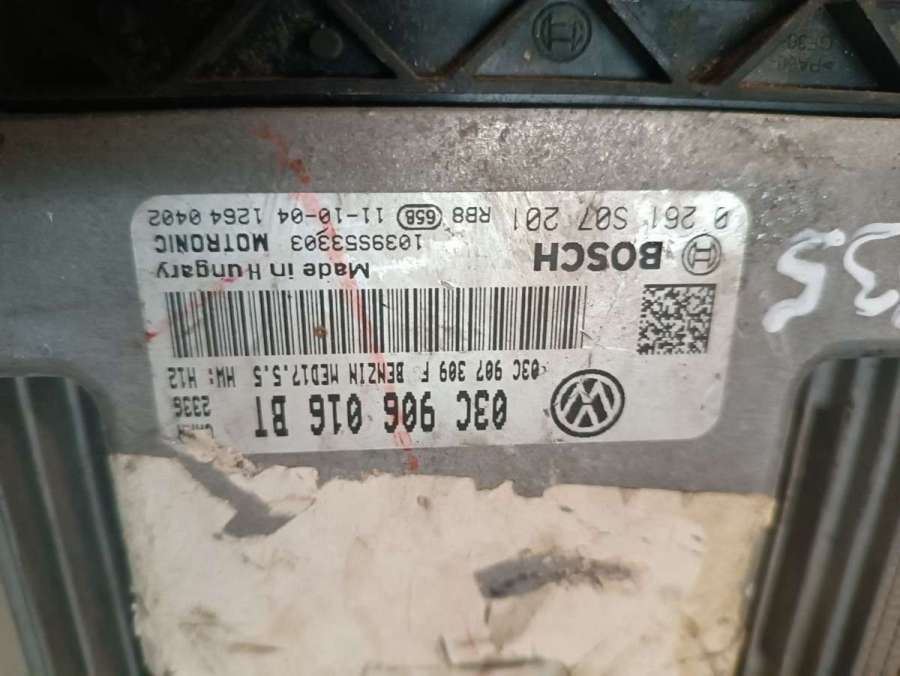 03C 906 016 BT
2336
03C 907 309 F BENZIN MED17.5.5 HW: H12
BOSCH
Made in Hungary
1039S53303 MOTRONIC
0 261 S07 201 RB8 65B 11-10-04 1264 0402